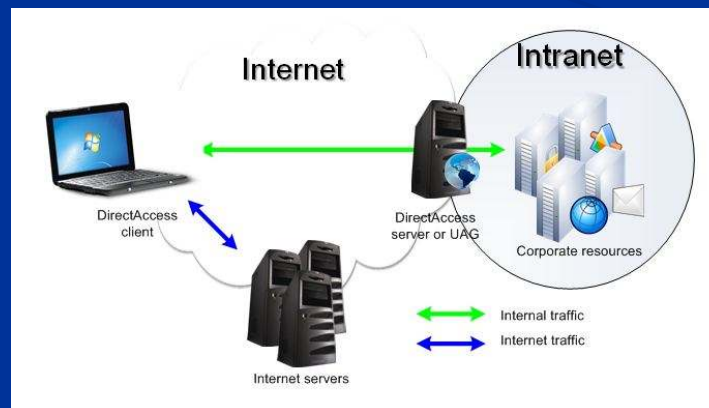 Internet
Intranet
DirectAccess
client
DirectAccess
server or UAG
Corporate resources
Internet servers
Internal traffic
Internet traffic